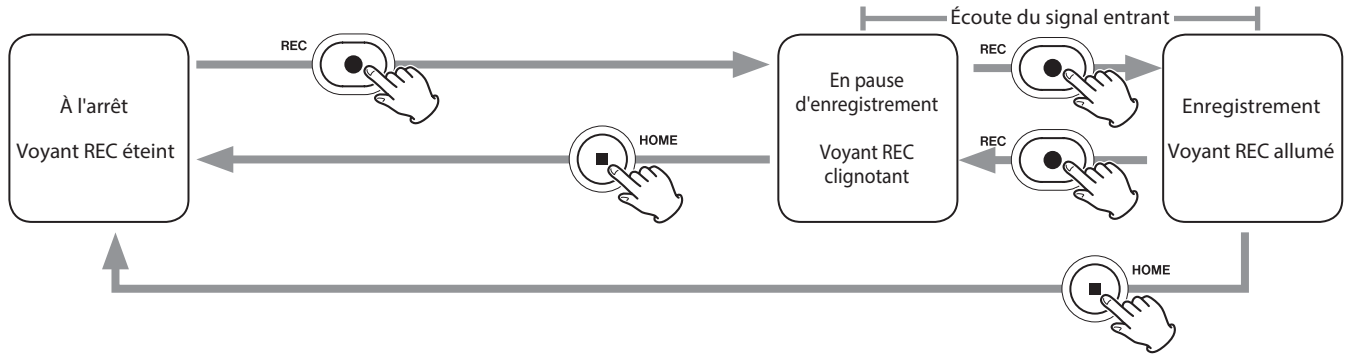 Écoute du signal entrant
REC
REC
À l'arrêt
Voyant REC éteint
En pause
d'enregistrement
Voyant REC
clignotant
Enregistrement
Voyant REC allumé
HOME
REC
HOME